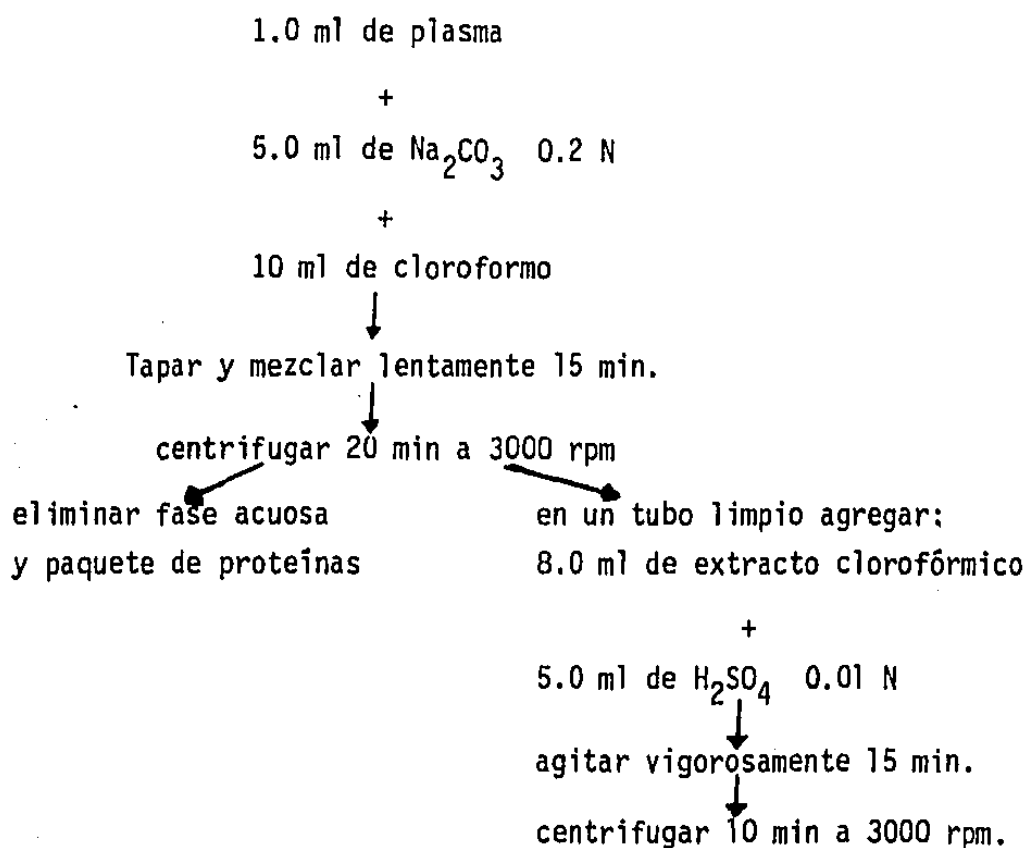 1.0 ml de plasma
+
5.0 ml de Na₂CO₃ 0.2 N
+
10 ml de cloroformo
Tapar y mezclar lentamente 15 min.
centrifugar 20 min a 3000 rpm
eliminar fase acuosa
y paquete de proteínas
en un tubo limpio agregar:
8.0 ml de extracto clorofórmico
+
5.0 ml de H₂SO₄ 0.01 N
agitar vigorosamente 15 min.
centrifugar 10 min a 3000 rpm.